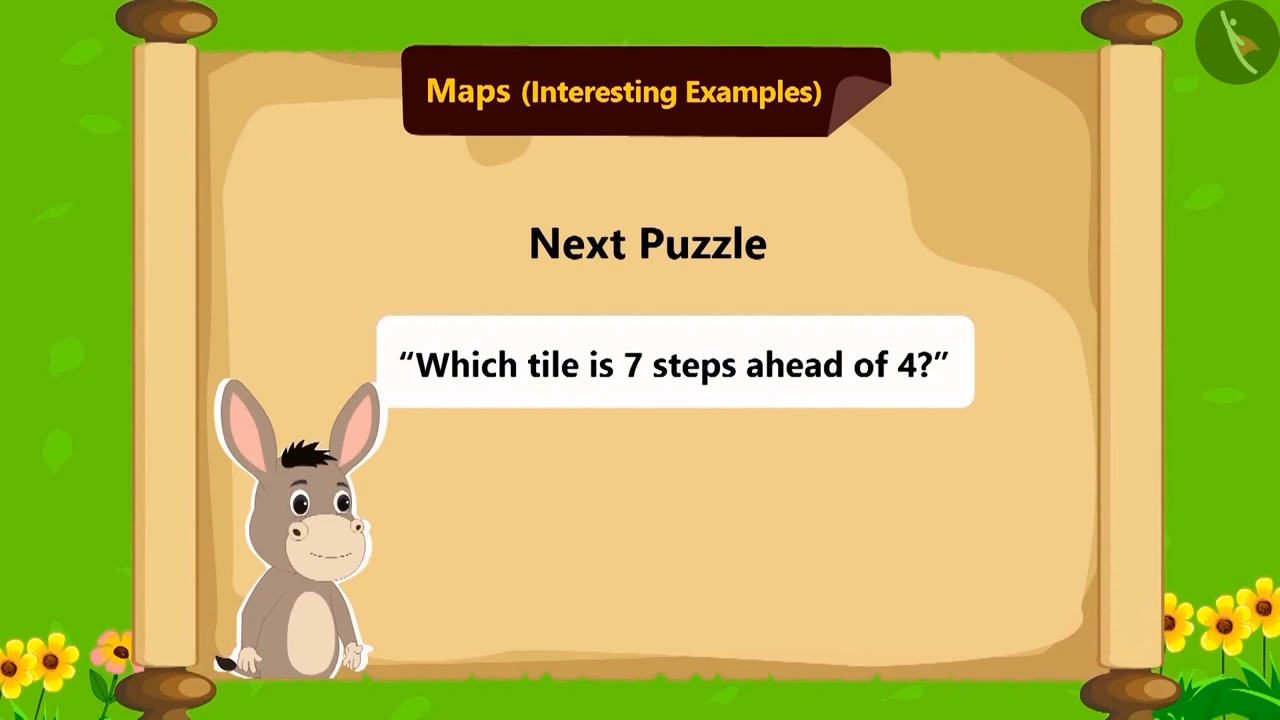 Maps (Interesting Examples)
Next Puzzle
“Which tile is 7 steps ahead of 4?”